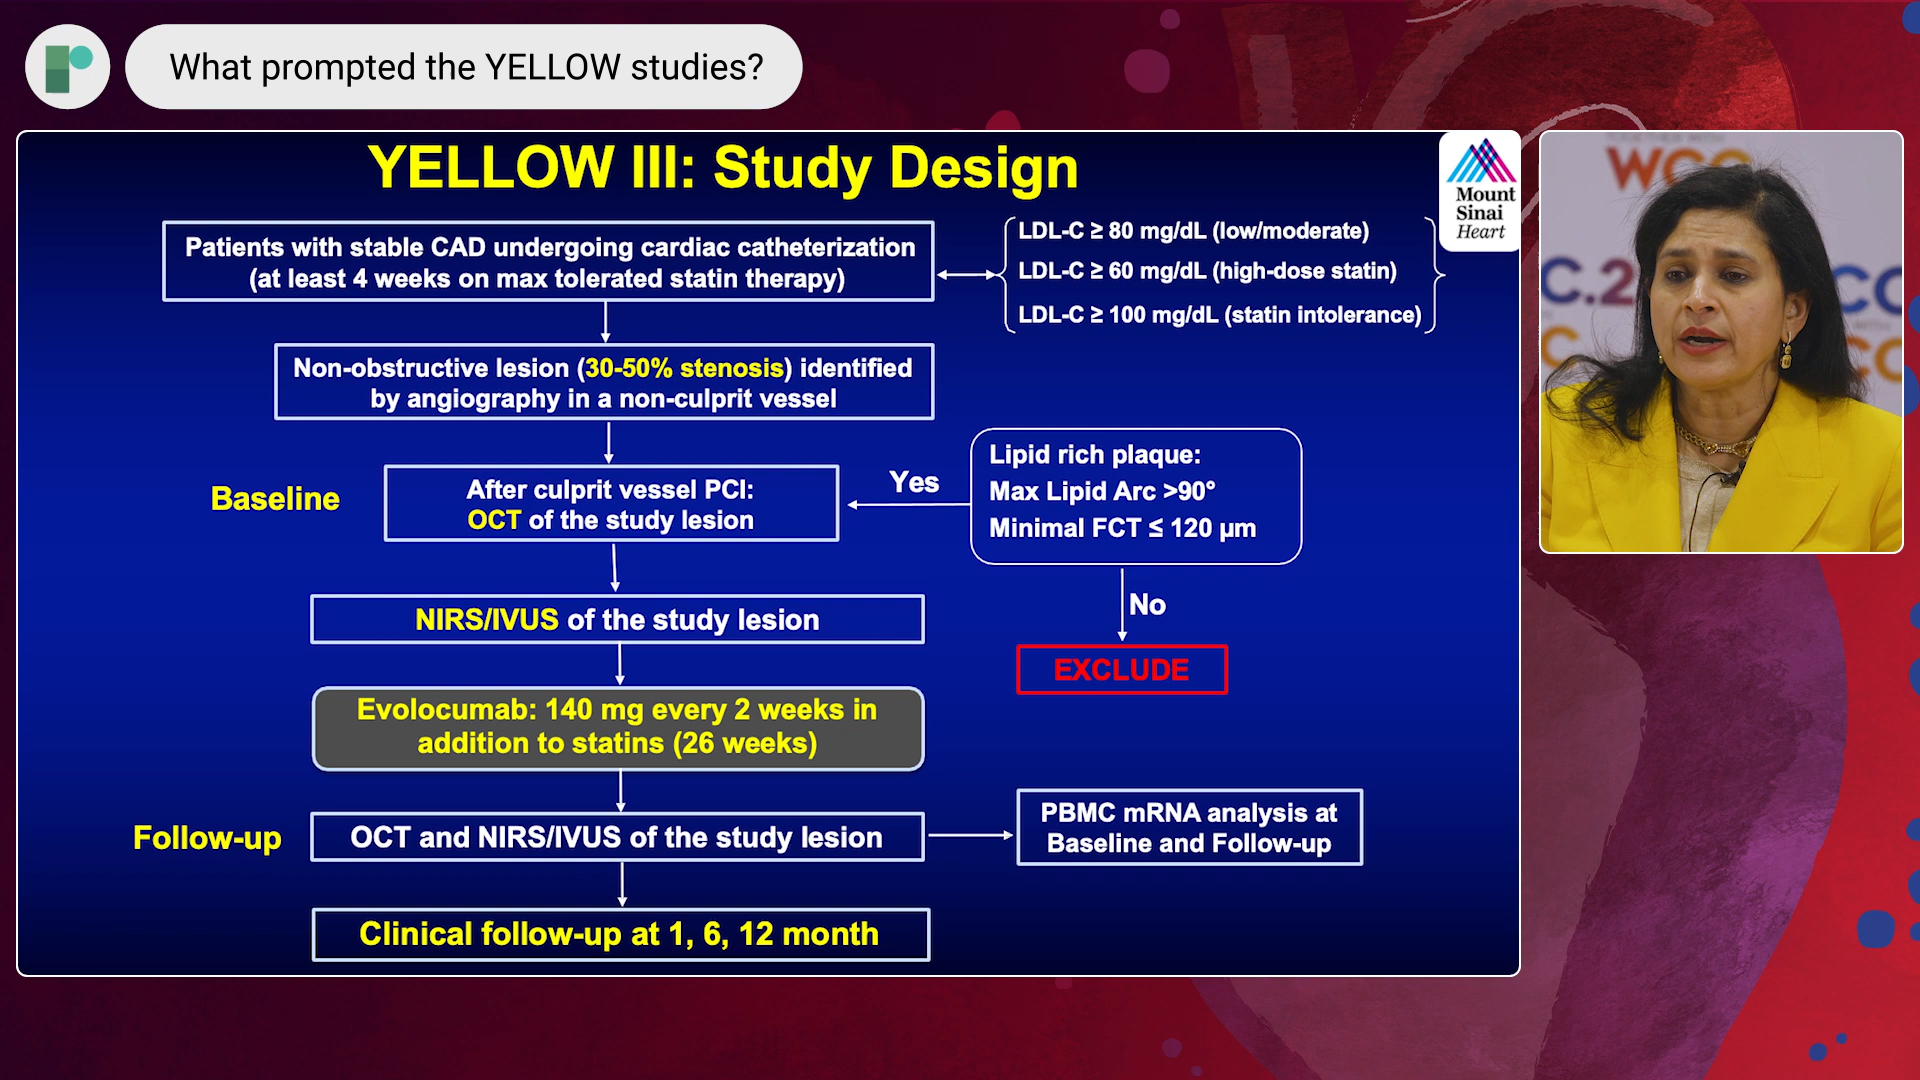 What prompted the YELLOW studies?
YELLOW III: Study Design
Mount
Sinai
Heart
Patients with stable CAD undergoing cardiac catheterization
(at least 4 weeks on max tolerated statin therapy)
LDL-C ≥ 80 mg/dL (low/moderate)
LDL-C ≥ 60 mg/dL (high-dose statin)
LDL-C ≥ 100 mg/dL (statin intolerance)
Non-obstructive lesion (30-50% stenosis) identified
by angiography in a non-culprit vessel
Baseline
After culprit vessel PCI:
OCT of the study lesion
Yes
Lipid rich plaque:
Max Lipid Arc >90°
Minimal FCT ≤ 120 μm
No
EXCLUDE
NIRS/IVUS of the study lesion
Evolocumab: 140 mg every 2 weeks in
addition to statins (26 weeks)
Follow-up
OCT and NIRS/IVUS of the study lesion
PBMC mRNA analysis at
Baseline and Follow-up
Clinical follow-up at 1, 6, 12 month
WCC
C.2
CC
C
CC